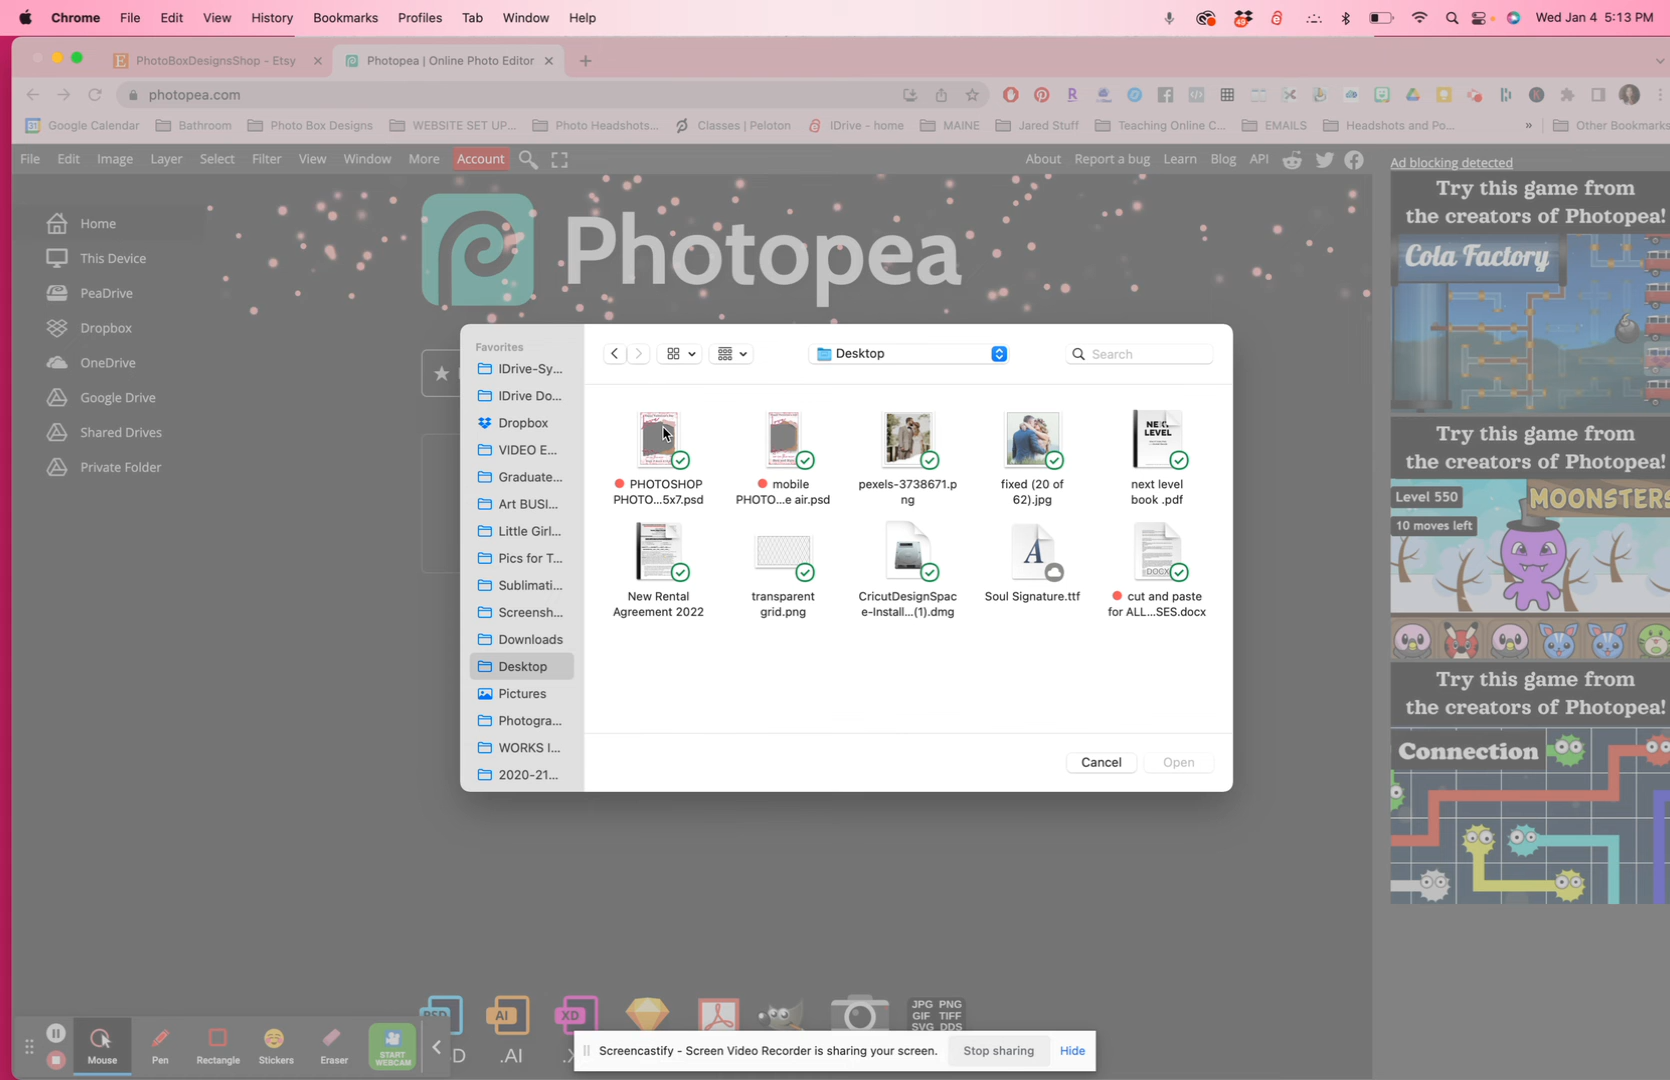 Chrome File Edit View History Bookmarks Profiles Tab Window Help Wed Jan 4 5:13 PM
PhotoBoxDesignsShop - Etsy Photopea | Online Photo Editor
photopea.com
Google Calendar Bathroom Photo Box Designs WEBSITE SET UP... Photo Headshots... Classes | Peloton IDrive - home MAINE Jared Stuff Teaching Online C... EMAILS Headshots and Po... » Other Bookmarks
File Edit Image Layer Select Filter View Window More Account About Report a bug Learn Blog API
Ad blocking detected
Home
This Device
PeaDrive
Dropbox
OneDrive
Google Drive
Shared Drives
Private Folder
Photopea
Favorites
IDrive-Sy...
IDrive Do...
Dropbox
VIDEO E...
Graduate...
Art BUSI...
Little Girl...
Pics for T...
Sublimati...
Screensh...
Downloads
Desktop
Pictures
Photogra...
WORKS I...
2020-21...
Desktop
Search
NEXT
LEVEL
PHOTOSHOP
PHOTO...5x7.psd
mobile
PHOTO...e air.psd
pexels-3738671.p
ng
fixed (20 of
62).jpg
next level
book .pdf
A
DOCX
New Rental
Agreement 2022
transparent
grid.png
CricutDesignSpac
e-Install...(1).dmg
Soul Signature.ttf
cut and paste
for ALL...SES.docx
Cancel Open
Try this game from
the creators of Photopea!
Cola Factory
Try this game from
the creators of Photopea!
Level 550
10 moves left
MOONSTERS
Try this game from
the creators of Photopea!
Connection
AI
XD
JPG PNG
GIF TIFF
SVG DDS
.AI
Mouse Pen Rectangle Stickers Eraser
START
WEBCAM
Screencastify - Screen Video Recorder is sharing your screen. Stop sharing Hide